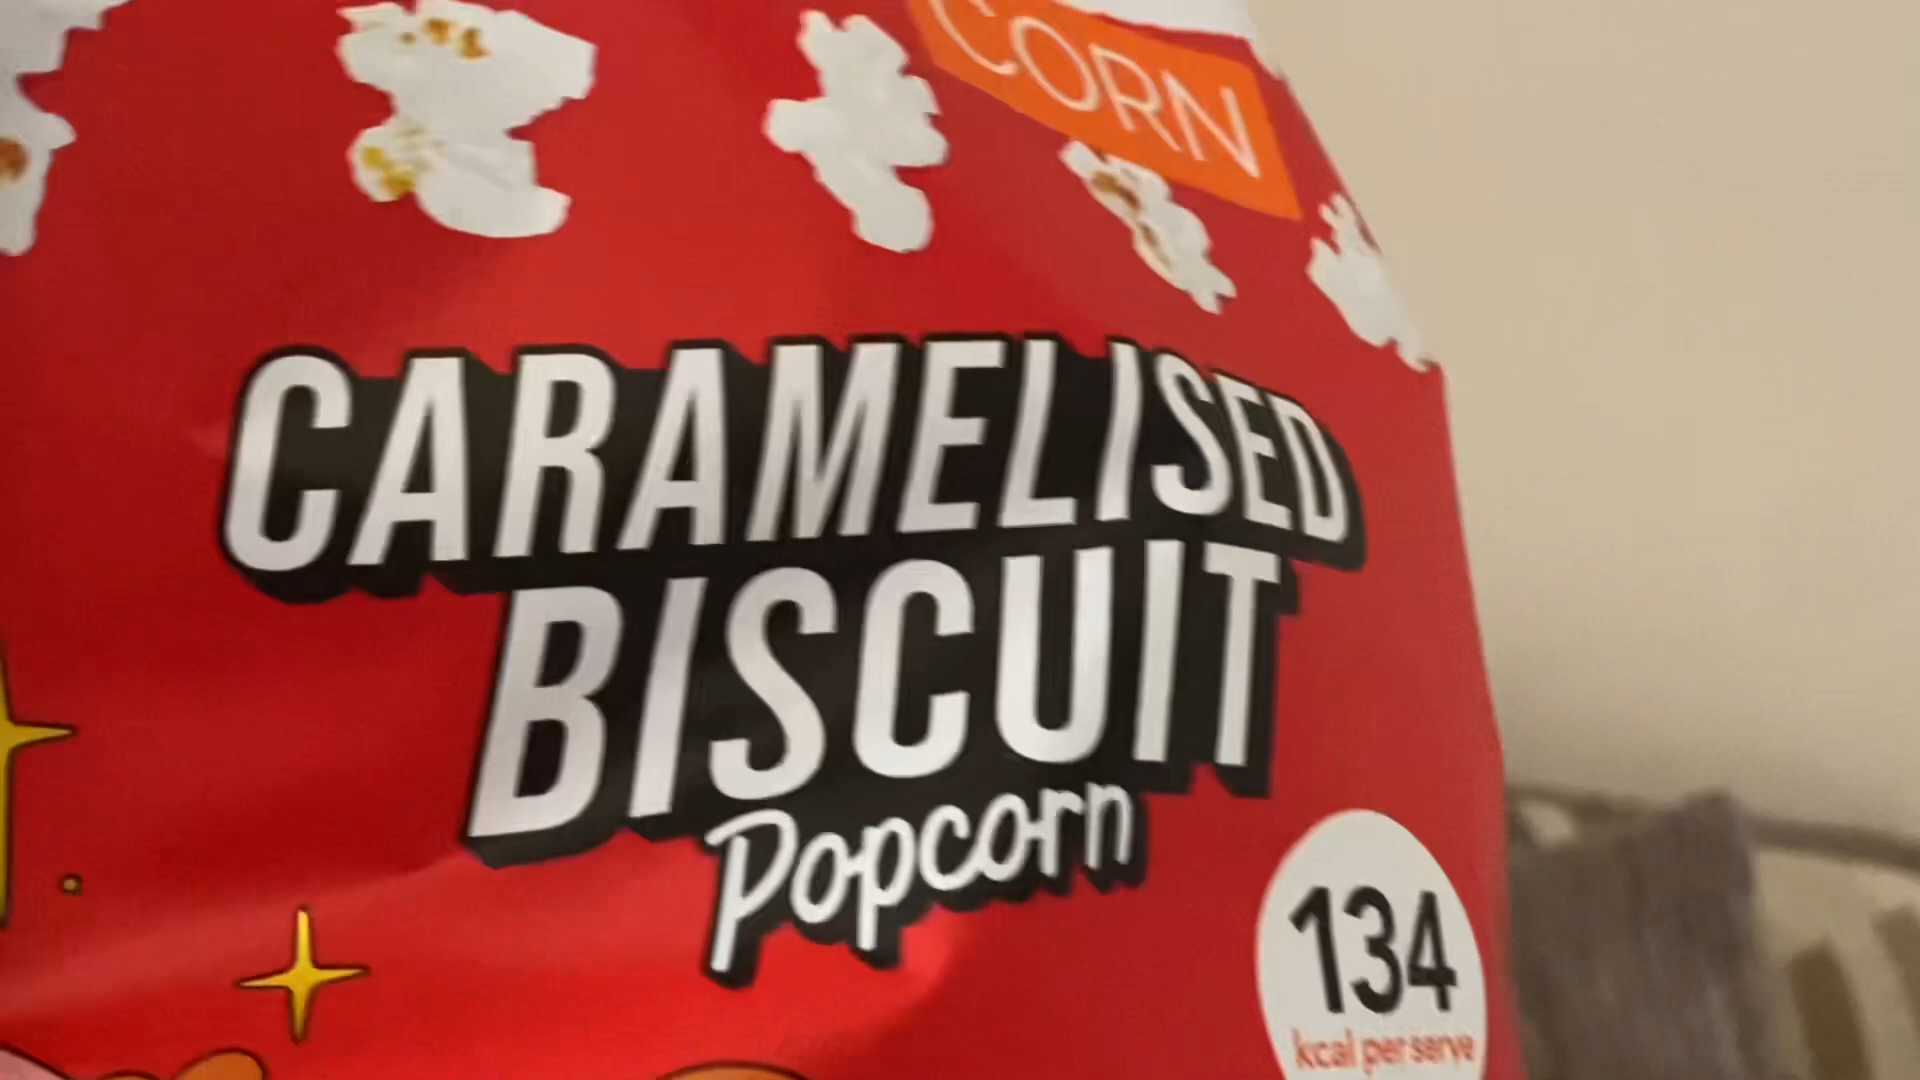 CORN
CARAMELISED
BISCUIT
Popcorn
134
kcal per serve